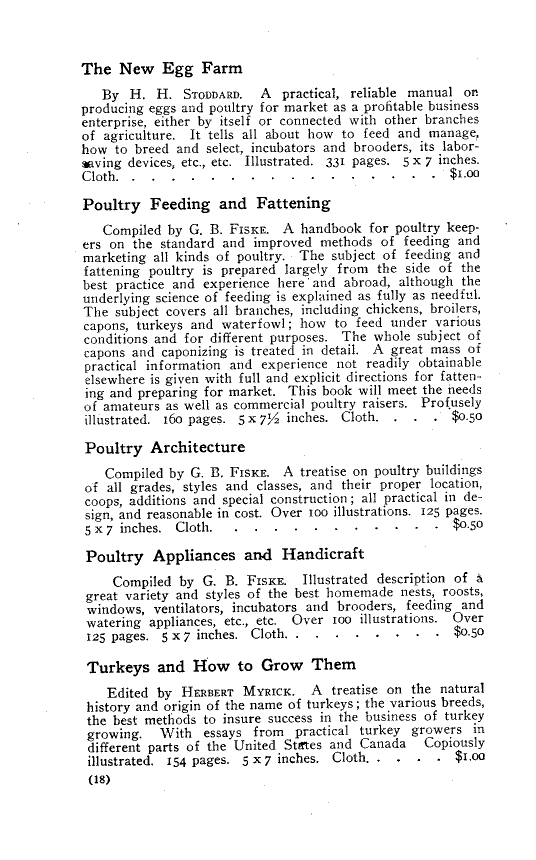 The New Egg Farm
By H. H. Stoddard. A practical, reliable manual on
producing eggs and poultry for market as a profitable business
enterprise, either by itself or connected with other branches
of agriculture. It tells all about how to feed and manage,
how to breed and select, incubators and brooders, its labor-
saving devices, etc., etc. Illustrated. 331 pages. 5 x 7 inches.
Cloth. . . . . . . . . . . . . . . . . $1.00
Poultry Feeding and Fattening
Compiled by G. B. Fiske. A handbook for poultry keep-
ers on the standard and improved methods of feeding and
marketing all kinds of poultry. The subject of feeding and
fattening poultry is prepared largely from the side of the
best practice and experience here and abroad, although the
underlying science of feeding is explained as fully as needful.
The subject covers all branches, including chickens, broilers,
capons, turkeys and waterfowl; how to feed under various
conditions and for different purposes. The whole subject of
capons and caponizing is treated in detail. A great mass of
practical information and experience not readily obtainable
elsewhere is given with full and explicit directions for fatten-
ing and preparing for market. This book will meet the needs
of amateurs as well as commercial poultry raisers. Profusely
illustrated. 160 pages. 5 x 7½ inches. Cloth. . . . $0.50
Poultry Architecture
Compiled by G. B. Fiske. A treatise on poultry buildings
of all grades, styles and classes, and their proper location,
coops, additions and special construction; all practical in de-
sign, and reasonable in cost. Over 100 illustrations. 125 pages.
5 x 7 inches. Cloth. . . . . . . . . . . . $0.50
Poultry Appliances and Handicraft
Compiled by G. B. Fiske. Illustrated description of a
great variety and styles of the best homemade nests, roosts,
windows, ventilators, incubators and brooders, feeding and
watering appliances, etc., etc. Over 100 illustrations. Over
125 pages. 5 x 7 inches. Cloth. . . . . . . . $0.50
Turkeys and How to Grow Them
Edited by Herbert Myrick. A treatise on the natural
history and origin of the name of turkeys; the various breeds,
the best methods to insure success in the business of turkey
growing. With essays from practical turkey growers in
different parts of the United States and Canada Copiously
illustrated. 154 pages. 5 x 7 inches. Cloth. . . . . $1.00
(18)